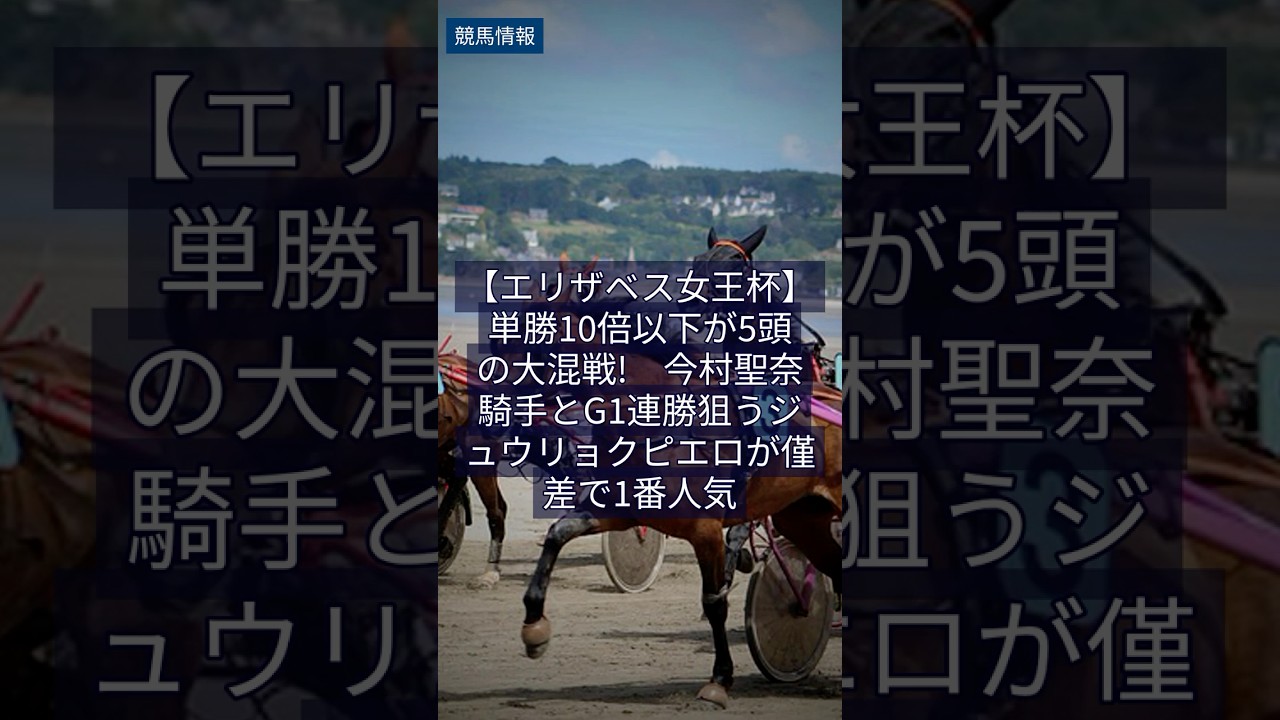 競馬情報
【エリザベス女王杯】
単勝10倍以下が5頭
の大混戦!　今村聖奈
騎手とG1連勝狙うジ
ュウリョクピエロが僅
差で1番人気